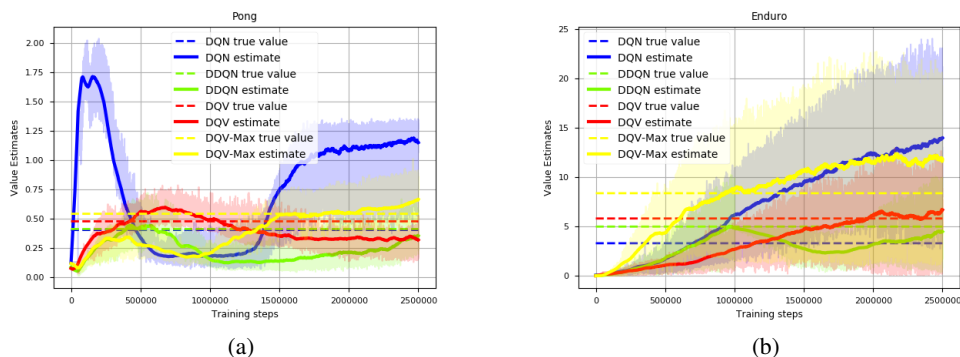 Pong
Value Estimates
2.00
1.75
1.50
1.25
1.00
0.75
0.50
0.25
0.00
DQN true value
DQN estimate
DDQN true value
DDQN estimate
DQV true value
DQV estimate
DQV-Max true value
DQV-Max estimate
0 500000 1000000 1500000 2000000 2500000
Training steps
(a)
Enduro
Value Estimates
25
20
15
10
5
0
DQN true value
DQN estimate
DDQN true value
DDQN estimate
DQV true value
DQV estimate
DQV-Max true value
DQV-Max estimate
0 500000 1000000 1500000 2000000 2500000
Training steps
(b)